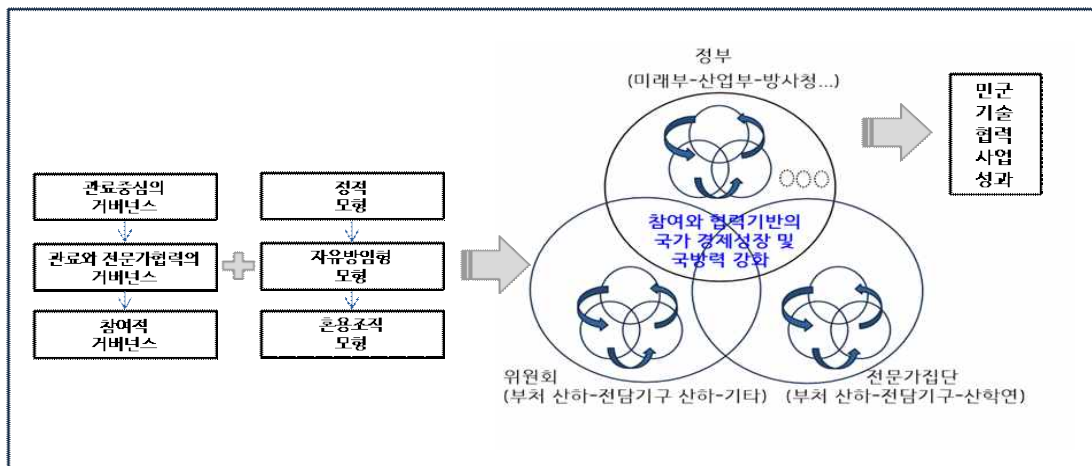 관료중심의
거버넌스
관료와 전문가협력의
거버넌스
참여적
거버넌스
정적
모형
자유방임형
모형
혼용조직
모형
정부
(미래부-산업부-방사청...)
참여와 협력기반의
국가 경제성장 및
국방력 강화
위원회
(부처 산하-전담기구 산하-기타)
전문가집단
(부처 산하-전담기구-산학연)
민군
기술
협력
사업
성과